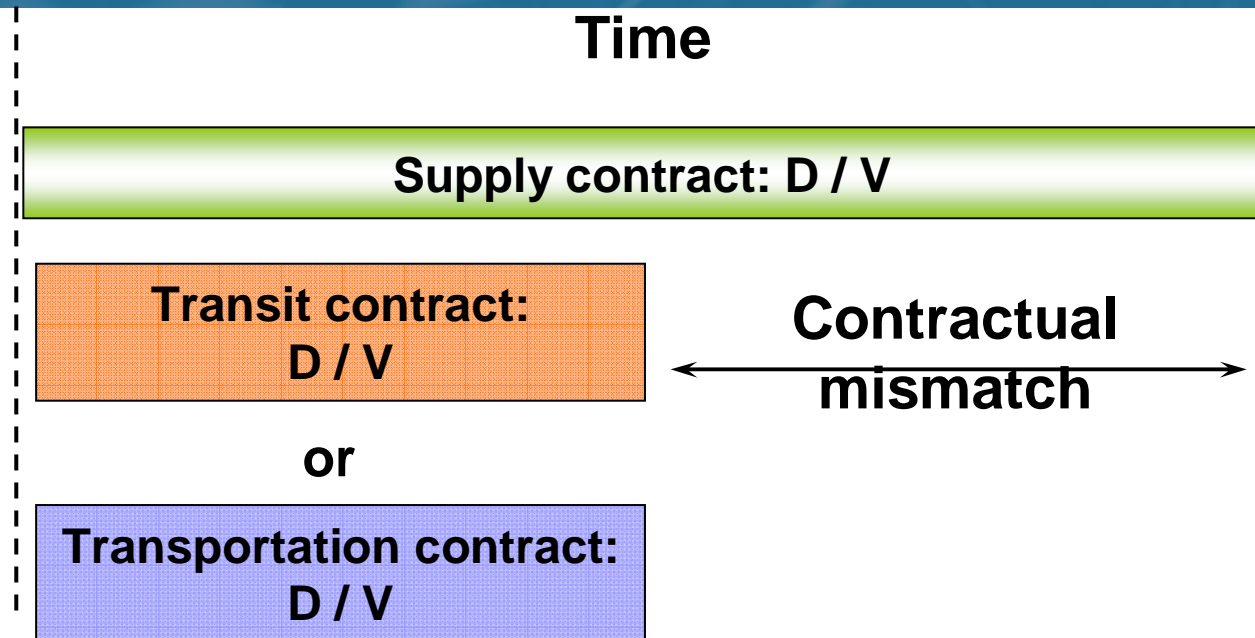 Time
Supply contract: D / V
Transit contract:
D / V
Contractual
mismatch
or
Transportation contract:
D / V